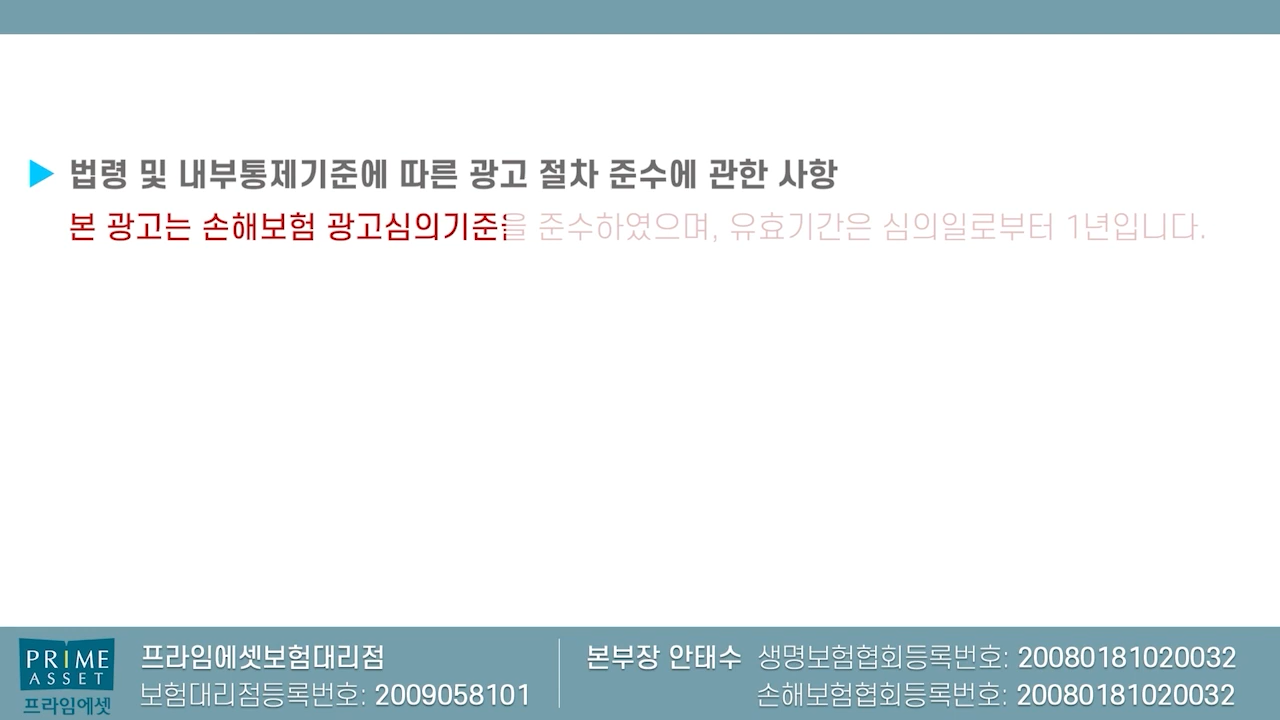 법령 및 내부통제기준에 따른 광고 절차 준수에 관한 사항
본 광고는 손해보험 광고심의기준을 준수하였으며, 유효기간은 심의일로부터 1년입니다.
PRIME
ASSET
프라임에셋
프라임에셋보험대리점
보험대리점등록번호: 2009058101
본부장 안태수 생명보험협회등록번호: 20080181020032
손해보험협회등록번호: 20080181020032